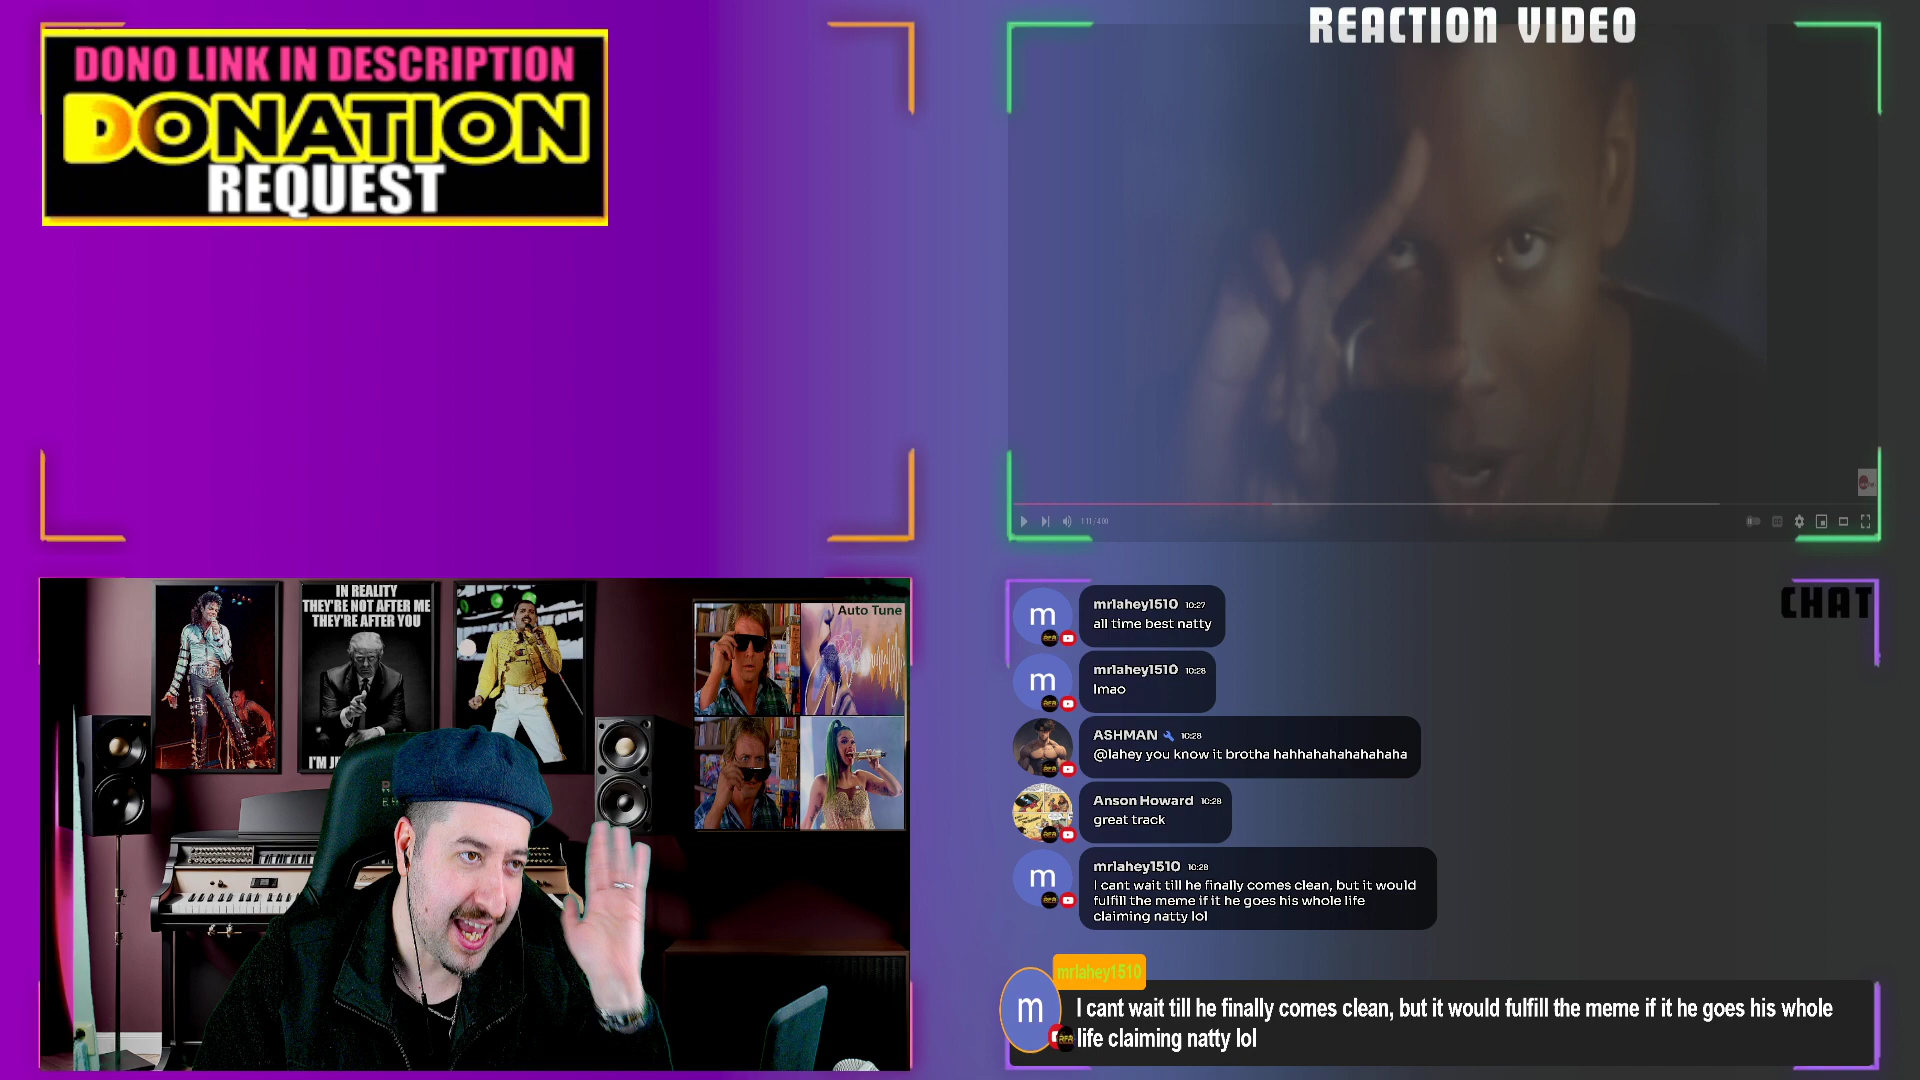 DONO LINK IN DESCRIPTION
DONATION
REQUEST
REACTION VIDEO
1:11 / 4:00
IN REALITY
THEY'RE NOT AFTER ME
THEY'RE AFTER YOU
Auto Tune
CHAT
m
mrlahey1510 10:27
all time best natty
m
mrlahey1510 10:28
lmao
ASHMAN 10:28
@lahey you know it brotha hahhahahahahahaha
Anson Howard 10:28
great track
m
mrlahey1510 10:28
I cant wait till he finally comes clean, but it would
fulfill the meme if it he goes his whole life
claiming natty lol
mrlahey1510
m
I cant wait till he finally comes clean, but it would fulfill the meme if it he goes his whole
life claiming natty lol